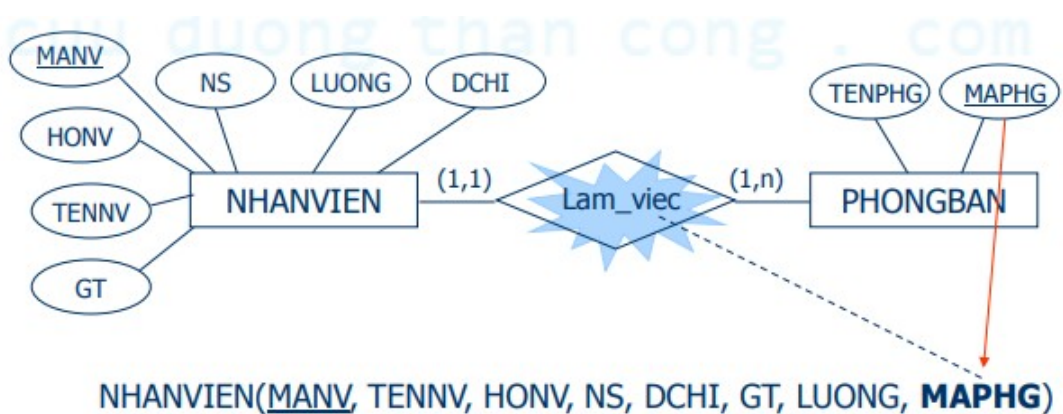 cuu duong than cong . com
MANV
NS
LUONG
DCHI
TENPHG
MAPHG
HONV
TENNV
GT
NHANVIEN
(1,1)
Lam_viec
(1,n)
PHONGBAN
NHANVIEN(MANV, TENNV, HONV, NS, DCHI, GT, LUONG, MAPHG)